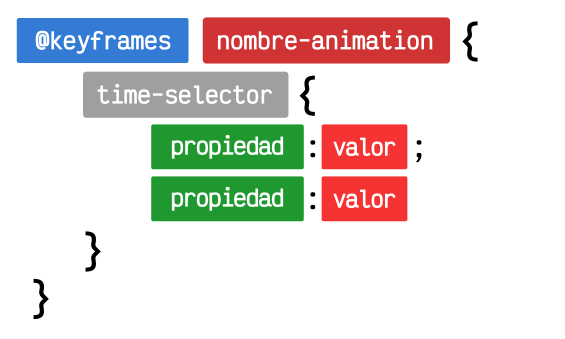 @keyframes nombre-animation {
time-selector {
propiedad : valor ;
propiedad : valor
}
}